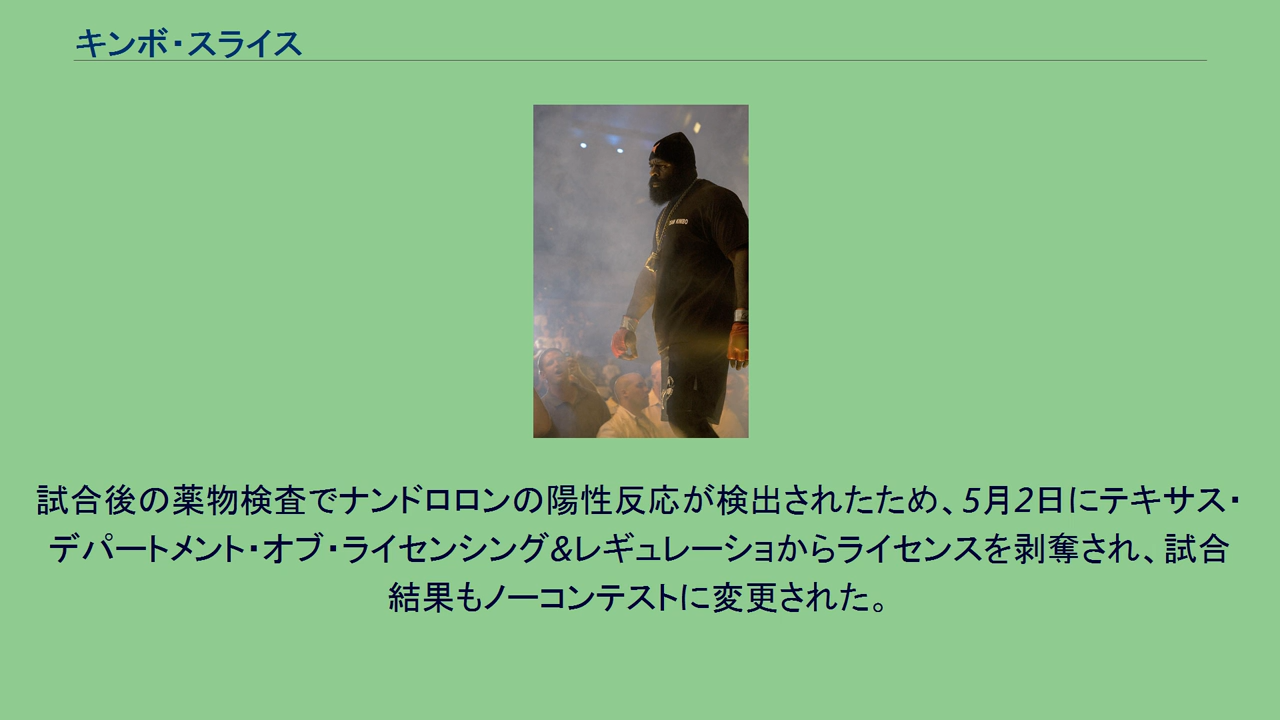 キンボ・スライス
試合後の薬物検査でナンドロロンの陽性反応が検出されたため、5月2日にテキサス・
デパートメント・オブ・ライセンシング&レギュレーショからライセンスを剥奪され、試合
結果もノーコンテストに変更された。